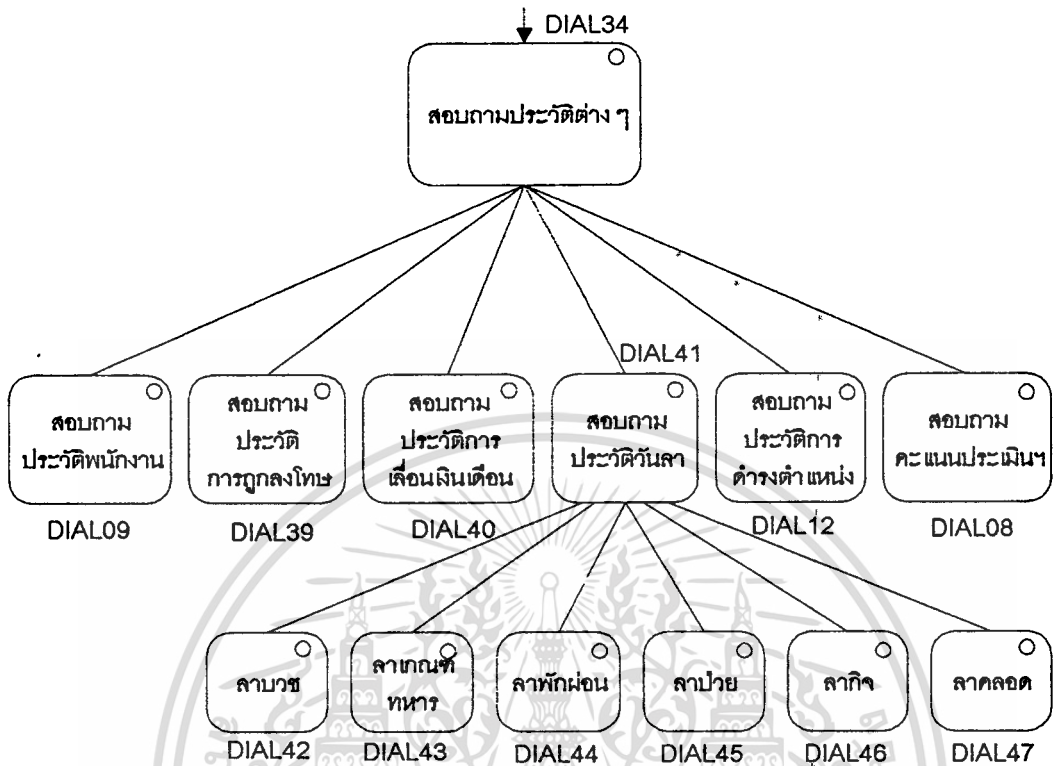 DIAL34
สอบถามประวัติต่าง ๆ
DIAL41
สอบถาม
ประวัติพนักงาน
สอบถาม
ประวัติ
การถูกลงโทษ
สอบถาม
ประวัติการ
เลื่อนเงินเดือน
สอบถาม
ประวัติวันลา
สอบถาม
ประวัติการ
ดำรงตำแหน่ง
สอบถาม
คะแนนประเมินฯ
DIAL09
DIAL39
DIAL40
DIAL12
DIAL08
ลาบวช
ลาเกณฑ์
ทหาร
ลาพักผ่อน
ลาป่วย
ลากิจ
ลาคลอด
DIAL42
DIAL43
DIAL44
DIAL45
DIAL46
DIAL47